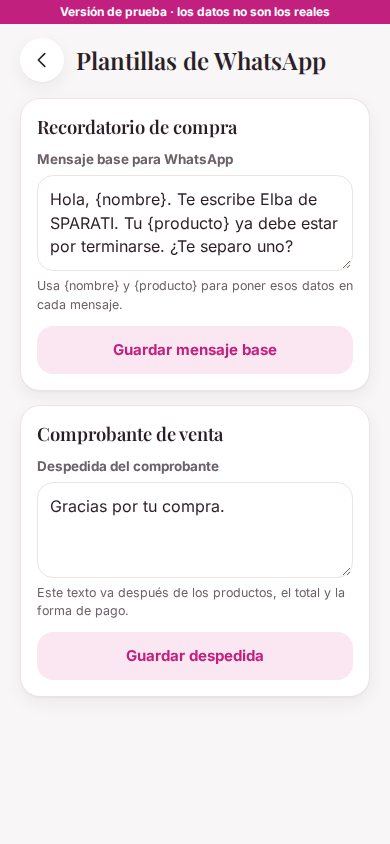 Versión de prueba · los datos no son los reales
Plantillas de WhatsApp
Recordatorio de compra
Mensaje base para WhatsApp
Hola, {nombre}. Te escribe Elba de
SPARATI. Tu {producto} ya debe estar
por terminarse. ¿Te separo uno?
Usa {nombre} y {producto} para poner esos datos en
cada mensaje.
Guardar mensaje base
Comprobante de venta
Despedida del comprobante
Gracias por tu compra.
Este texto va después de los productos, el total y la
forma de pago.
Guardar despedida